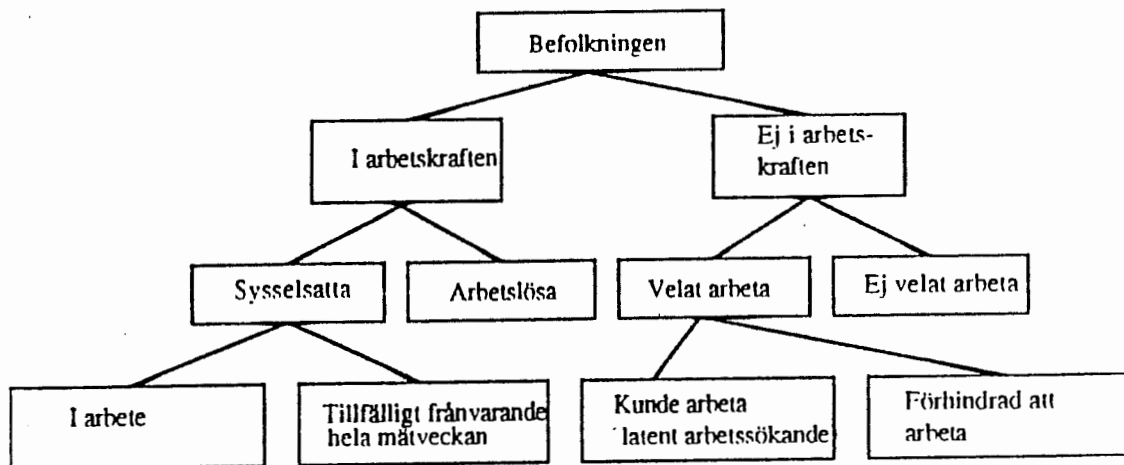 Befolkningen
I arbetskraften
Ej i arbets-
kraften
Sysselsatta
Arbetslösa
Velat arbeta
Ej velat arbeta
I arbete
Tillfälligt frånvarande
hela mätveckan
Kunde arbeta
latent arbetssökande
Förhindrad att
arbeta